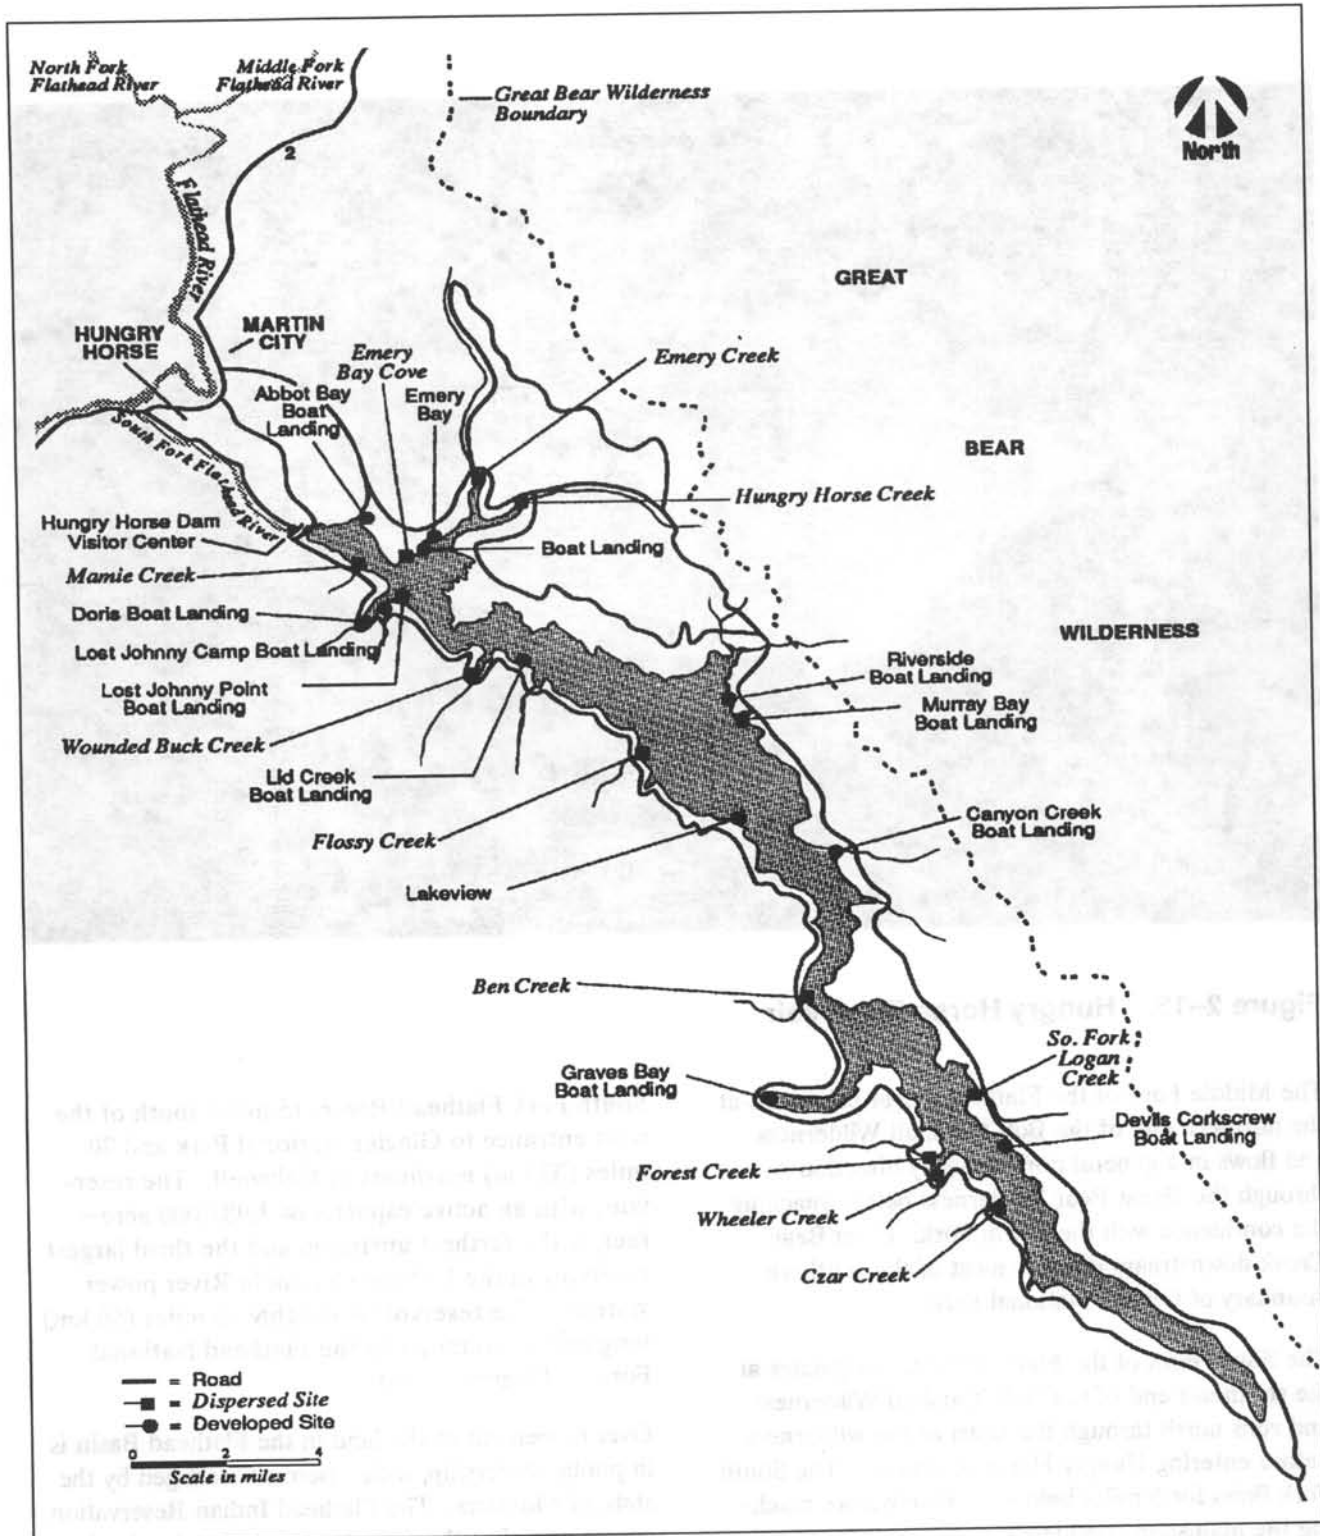 North Fork
Flathead River
Middle Fork
Flathead River
Great Bear Wilderness
Boundary
North
2
Flathead River
GREAT
HUNGRY
HORSE
MARTIN
CITY
Emery
Bay Cove
Emery Creek
Abbot Bay
Boat
Landing
Emery
Bay
BEAR
South Fork Flathead River
Hungry Horse Creek
Hungry Horse Dam
Visitor Center
Boat Landing
Mamie Creek
Doris Boat Landing
WILDERNESS
Lost Johnny Camp Boat Landing
Riverside
Boat Landing
Lost Johnny Point
Boat Landing
Murray Bay
Boat Landing
Wounded Buck Creek
Lid Creek
Boat Landing
Canyon Creek
Boat Landing
Flossy Creek
Lakeview
Ben Creek
So. Fork
Logan
Creek
Graves Bay
Boat Landing
Devils Corkscrew
Boat Landing
Forest Creek
Wheeler Creek
Czar Creek
= Road
= Dispersed Site
= Developed Site
0 2 4
Scale in miles